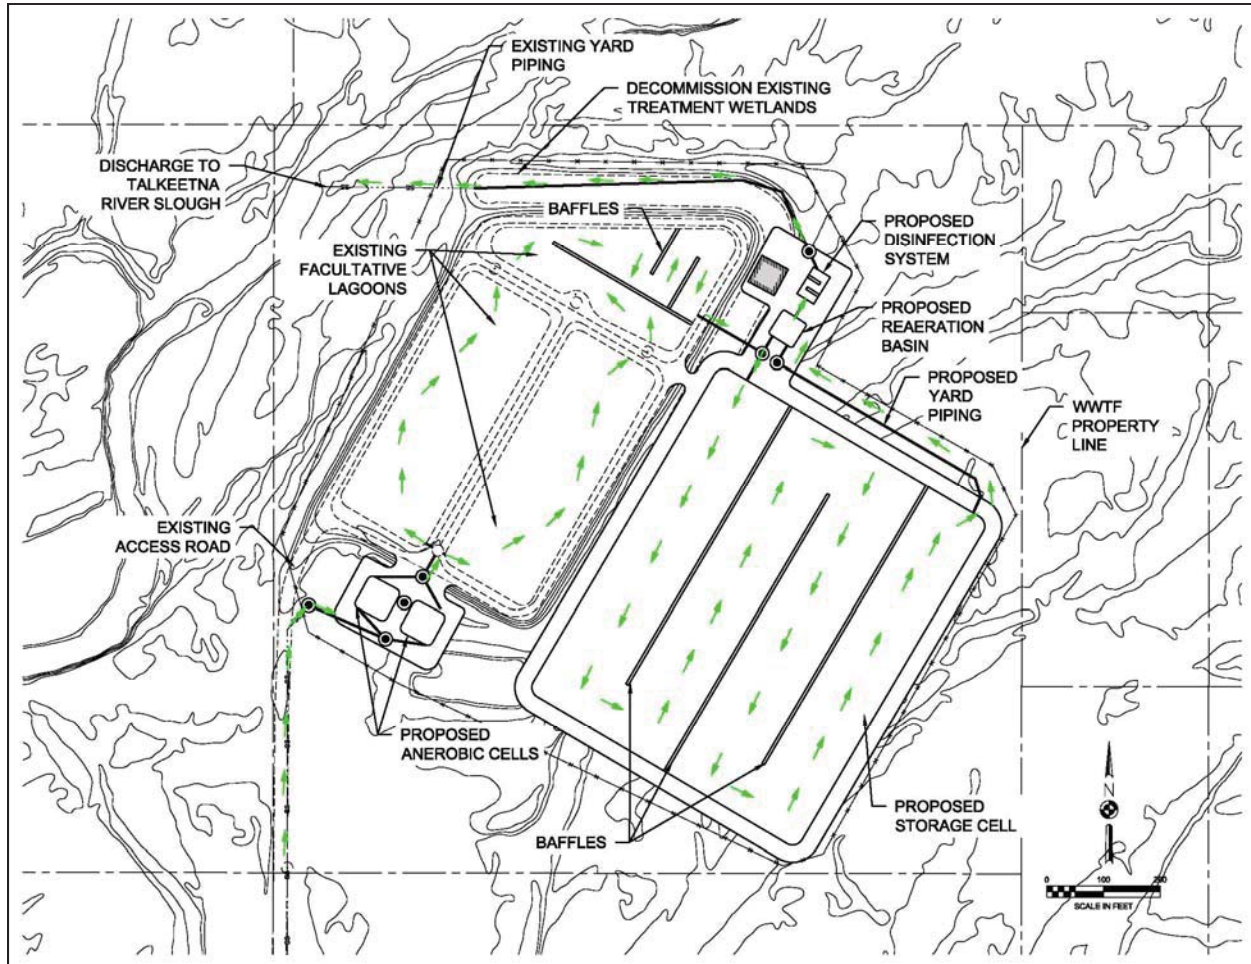 EXISTING YARD
PIPING
DECOMMISSION EXISTING
TREATMENT WETLANDS
DISCHARGE TO
TALKEETNA
RIVER SLOUGH
BAFFLES
PROPOSED
DISINFECTION
SYSTEM
EXISTING
FACULTATIVE
LAGOONS
PROPOSED
REAERATION
BASIN
PROPOSED
YARD
PIPING
WWTF
PROPERTY
LINE
EXISTING
ACCESS ROAD
PROPOSED
ANEROBIC CELLS
BAFFLES
PROPOSED
STORAGE CELL
N
0 100 200
SCALE IN FEET